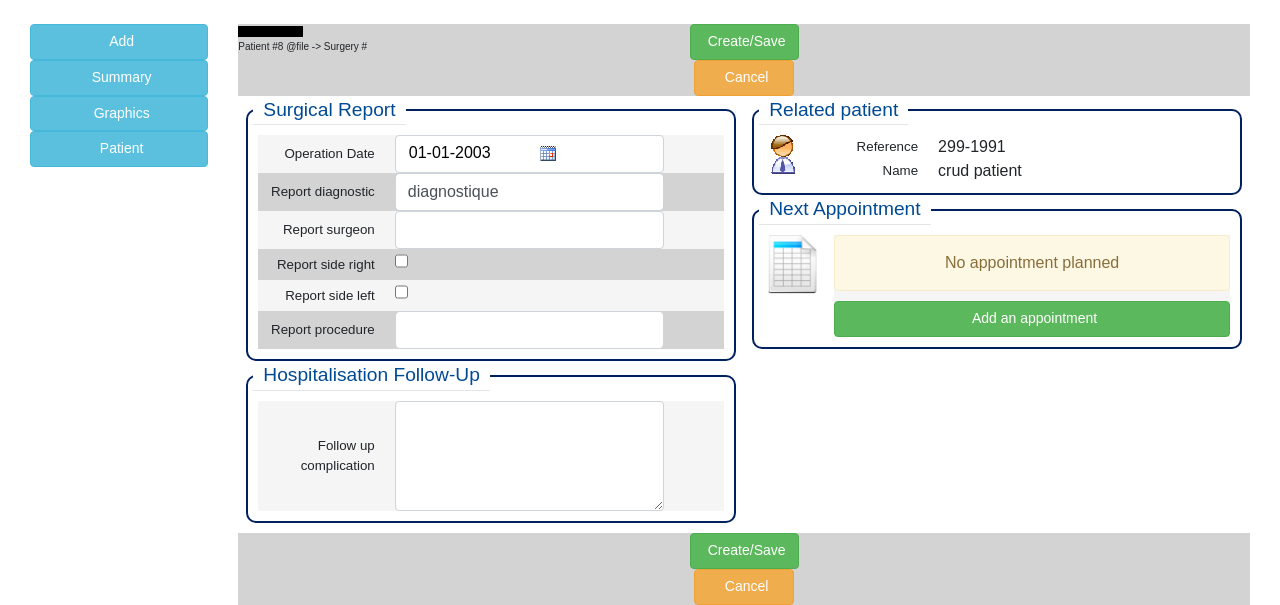 Add
Summary
Graphics
Patient
Patient #8 @file -> Surgery #
Create/Save
Cancel
Surgical Report
Operation Date 01-01-2003
Report diagnostic diagnostique
Report surgeon
Report side right
Report side left
Report procedure
Hospitalisation Follow-Up
Follow up
complication
Related patient
Reference 299-1991
Name crud patient
Next Appointment
No appointment planned
Add an appointment
Create/Save
Cancel